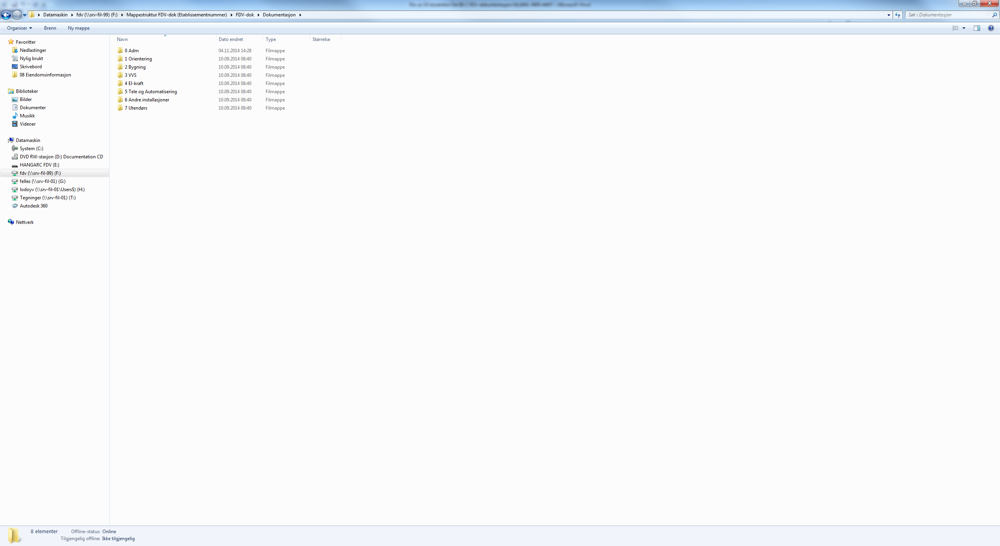 Datamaskin fdv (\\srv-fil-99) (F:) Mappestruktur FDV-dok (Etablissementnummer) FDV-dok Dokumentasjon
Søk i Dokumentasjon
Organiser Brenn Ny mappe
Favoritter
Nedlastinger
Nylig brukt
Skrivebord
08 Eiendomsinformasjon
Biblioteker
Bilder
Dokumenter
Musikk
Videoer
Datamaskin
System (C:)
DVD RW-stasjon (D:) Documentation CD
HANGARC FDV (E:)
fdv (\\srv-fil-99) (F:)
felles (\\srv-fil-01) (G:)
lodoyv (\\srv-fil-01\Users$) (H:)
Tegninger (\\srv-fil-01) (T:)
Autodesk 360
Nettverk
Navn Dato endret Type Størrelse
0 Adm 04.11.2014 14:28 Filmappe
1 Orientering 10.09.2014 08:40 Filmappe
2 Bygning 10.09.2014 08:40 Filmappe
3 VVS 10.09.2014 08:40 Filmappe
4 El-kraft 10.09.2014 08:40 Filmappe
5 Tele og Automatisering 10.09.2014 08:40 Filmappe
6 Andre installasjoner 10.09.2014 08:40 Filmappe
7 Utendørs 10.09.2014 08:40 Filmappe
8 elementer Offline-status: Online
Tilgjengelig offline: Ikke tilgjengelig